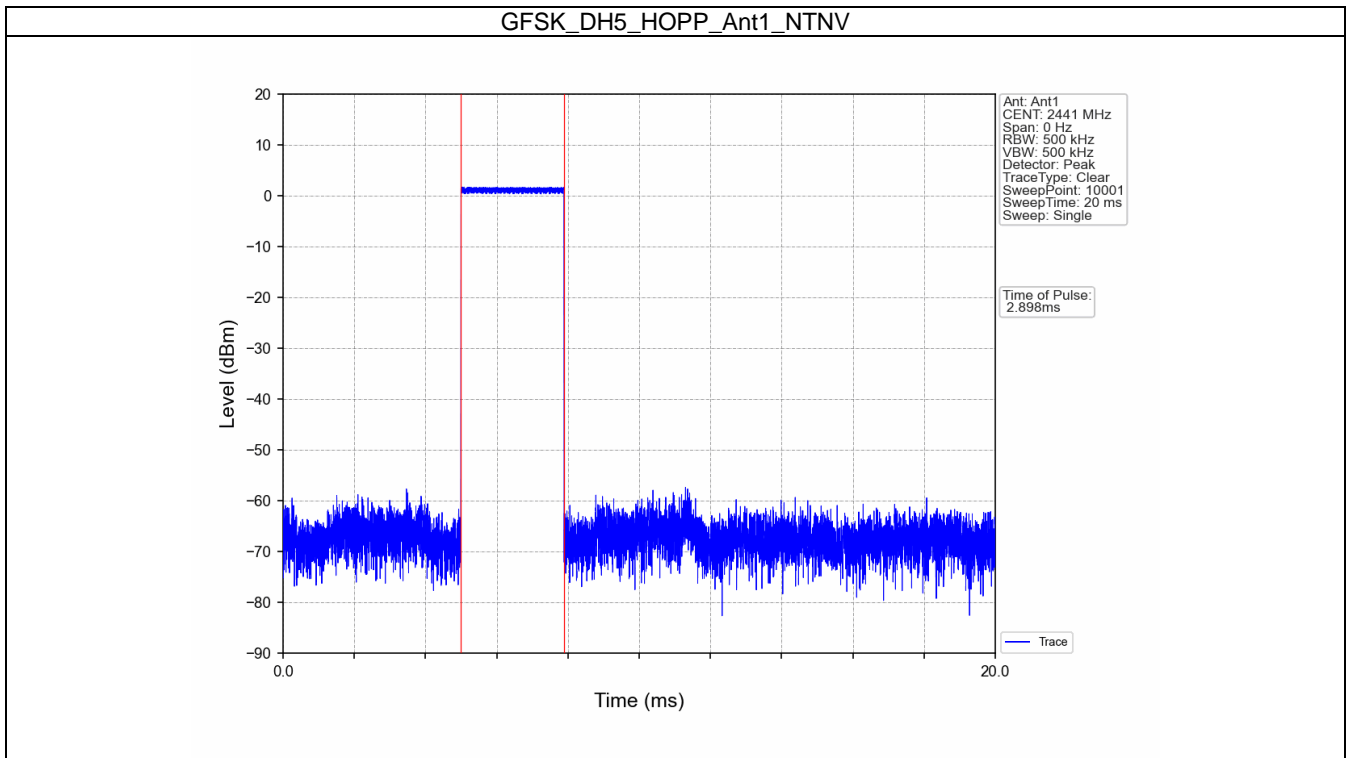 GFSK_DH5_HOPP_Ant1_NTNV
20
10
0
−10
−20
−30
−40
−50
−60
−70
−80
−90
Level (dBm)
0.0
20.0
Time (ms)
Ant: Ant1
CENT: 2441 MHz
Span: 0 Hz
RBW: 500 kHz
VBW: 500 kHz
Detector: Peak
TraceType: Clear
SweepPoint: 10001
SweepTime: 20 ms
Sweep: Single
Time of Pulse:
2.898ms
Trace